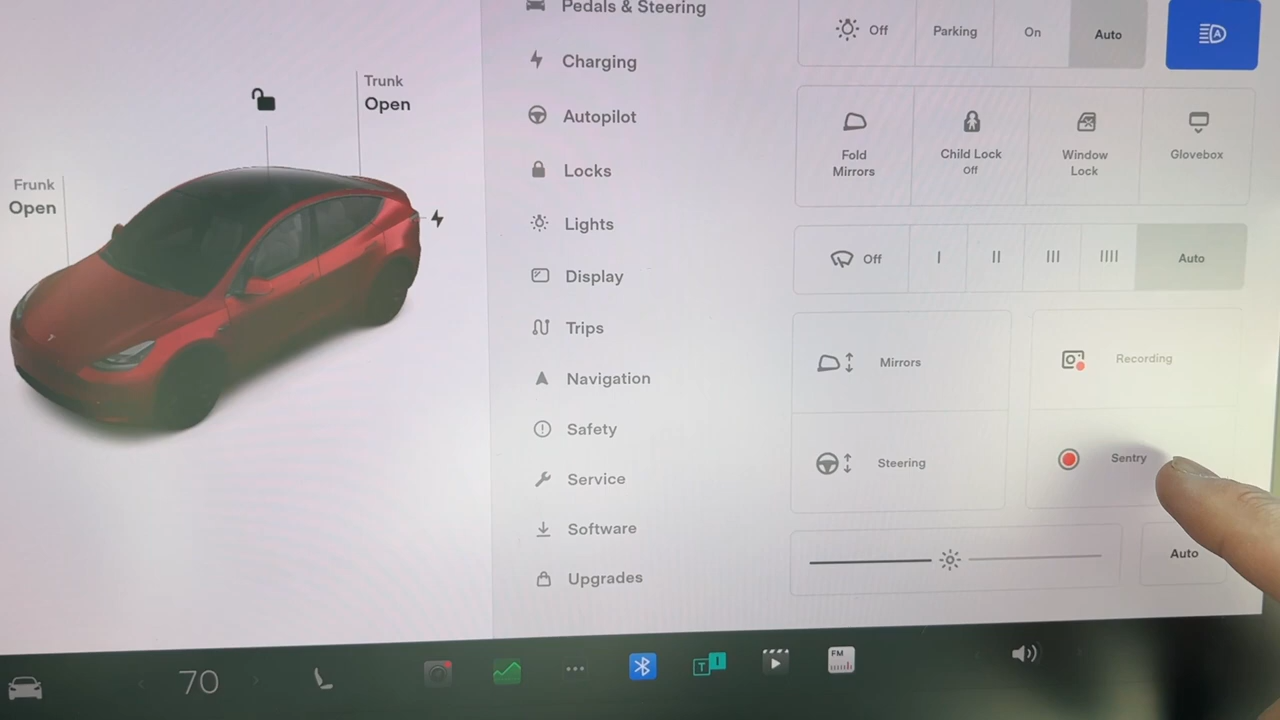 Trunk
Open
Frunk
Open
Pedals & Steering
Charging
Autopilot
Locks
Lights
Display
Trips
Navigation
Safety
Service
Software
Upgrades
Off
Parking
On
Auto
A
Fold
Mirrors
Child Lock
Off
Window
Lock
Glovebox
Off
I
II
III
IIII
Auto
Mirrors
Recording
Steering
Sentry
Auto
70
T
FM